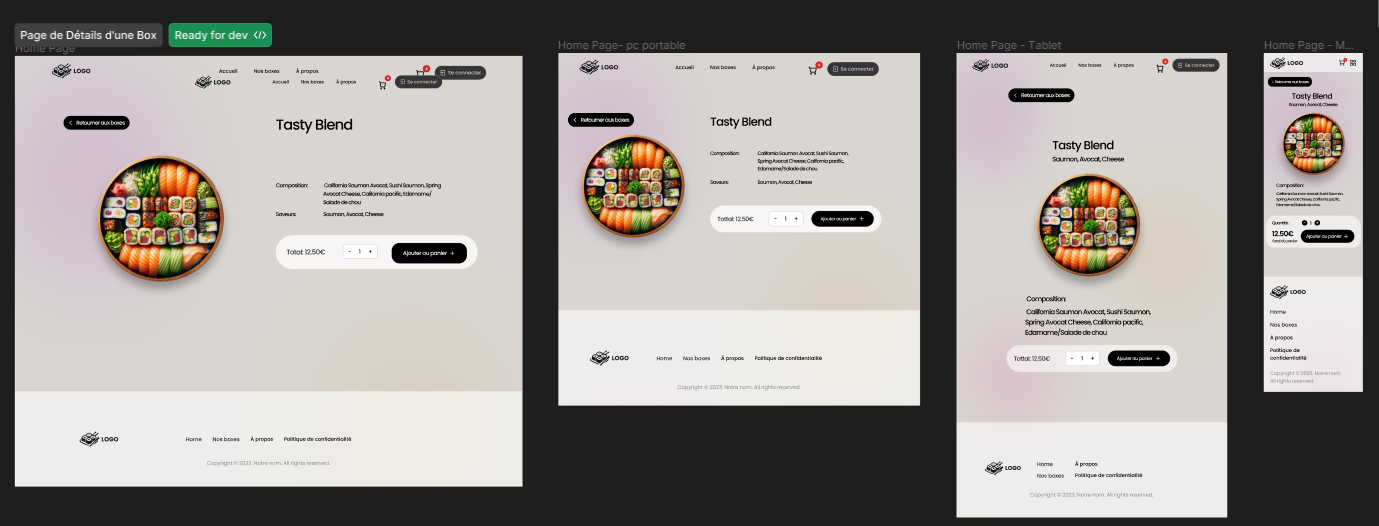 Page de Détails d'une Box
Ready for dev
Home Page
LOGO
Accueil
Nos boxes
À propos
4
Se connecter
LOGO
Accueil
Nos boxes
À propos
4
Se connecter
Retourner aux boxes
Tasty Blend
Composition:
California Saumon Avocat, Sushi Saumon, Spring
Avocat Cheese, California pacific, Edamame/
Salade de chou
Saveurs:
Saumon, Avocat, Cheese
Total: 12.50€
- 1 +
Ajouter au panier +
LOGO
Home
Nos boxes
À propos
Politique de confidentialité
Copyright © 2023. Notre nom. All rights reserved.
Home Page- pc portable
LOGO
Accueil
Nos boxes
À propos
4
Se connecter
Retourner aux boxes
Tasty Blend
Composition:
California Saumon Avocat, Sushi Saumon,
Spring Avocat Cheese, California pacific,
Edamame/Salade de chou
Saveurs:
Saumon, Avocat, Cheese
Tottal: 12.50€
- 1 +
Ajouter au panier +
LOGO
Home
Nos boxes
À propos
Politique de confidentialité
Copyright © 2023. Notre nom. All rights reserved.
Home Page - Tablet
LOGO
Accueil
Nos boxes
À propos
4
Se connecter
Retourner aux boxes
Tasty Blend
Saumon, Avocat, Cheese
Composition:
California Saumon Avocat, Sushi Saumon,
Spring Avocat Cheese, California pacific,
Edamame/Salade de chou
Tottal: 12.50€
- 1 +
Ajouter au panier +
LOGO
Home
À propos
Nos boxes
Politique de confidentialité
Copyright © 2023. Notre nom. All rights reserved.
Home Page - M...
LOGO
Retourner aux boxes
Tasty Blend
Saumon, Avocat, Cheese
Composition:
California Saumon Avocat, Sushi Saumon,
Spring Avocat Cheese, California pacific,
Edamame/Salade de chou
Quantité:
1
12.50€
Total du panier
Ajouter au panier +
LOGO
Home
Nos boxes
À propos
Politique de
confidentialité
Copyright © 2023. Notre nom.
All rights reserved.